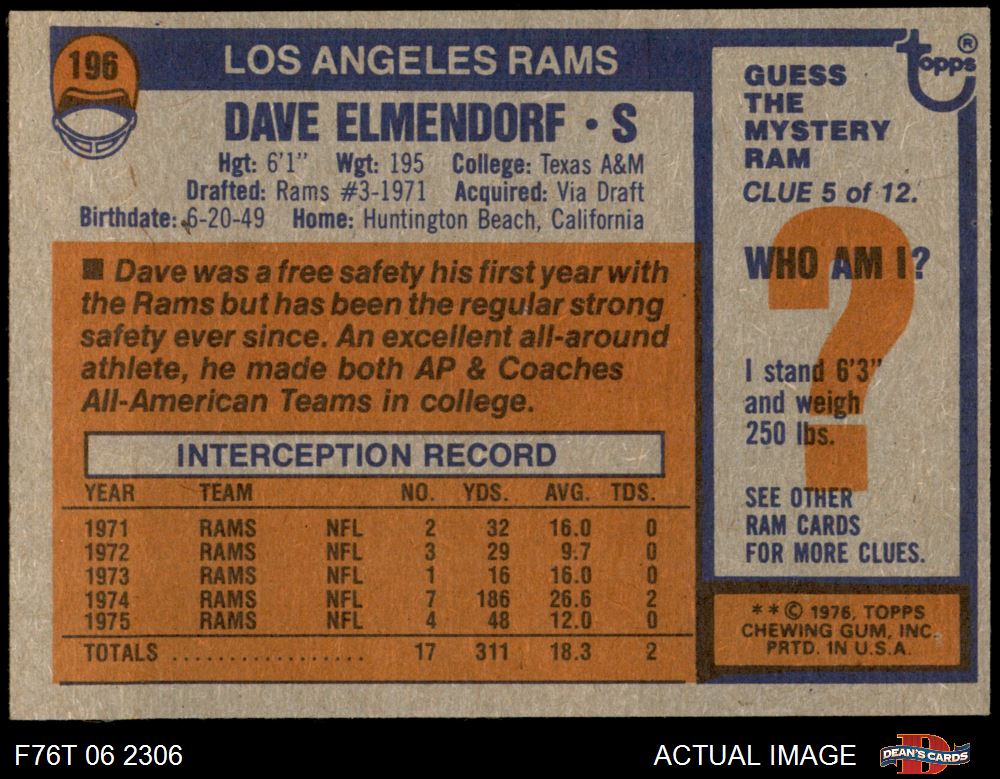 196
LOS ANGELES RAMS
DAVE ELMENDORF • S
Hgt: 6'1" Wgt: 195 College: Texas A&M
Drafted: Rams #3-1971 Acquired: Via Draft
Birthdate: 6-20-49 Home: Huntington Beach, California
■ Dave was a free safety his first year with
the Rams but has been the regular strong
safety ever since. An excellent all-around
athlete, he made both AP & Coaches
All-American Teams in college.
INTERCEPTION RECORD
YEAR TEAM NO. YDS. AVG. TDS.
1971 RAMS NFL 2 32 16.0 0
1972 RAMS NFL 3 29 9.7 0
1973 RAMS NFL 1 16 16.0 0
1974 RAMS NFL 7 186 26.6 2
1975 RAMS NFL 4 48 12.0 0
TOTALS .................. 17 311 18.3 2
topps®
GUESS
THE
MYSTERY
RAM
CLUE 5 of 12.
WHO AM I?
?
I stand 6'3"
and weigh
250 lbs.
SEE OTHER
RAM CARDS
FOR MORE CLUES.
**© 1976, TOPPS
CHEWING GUM, INC.
PRTD. IN U.S.A.
F76T 06 2306
ACTUAL IMAGE
DEAN'S CARDS